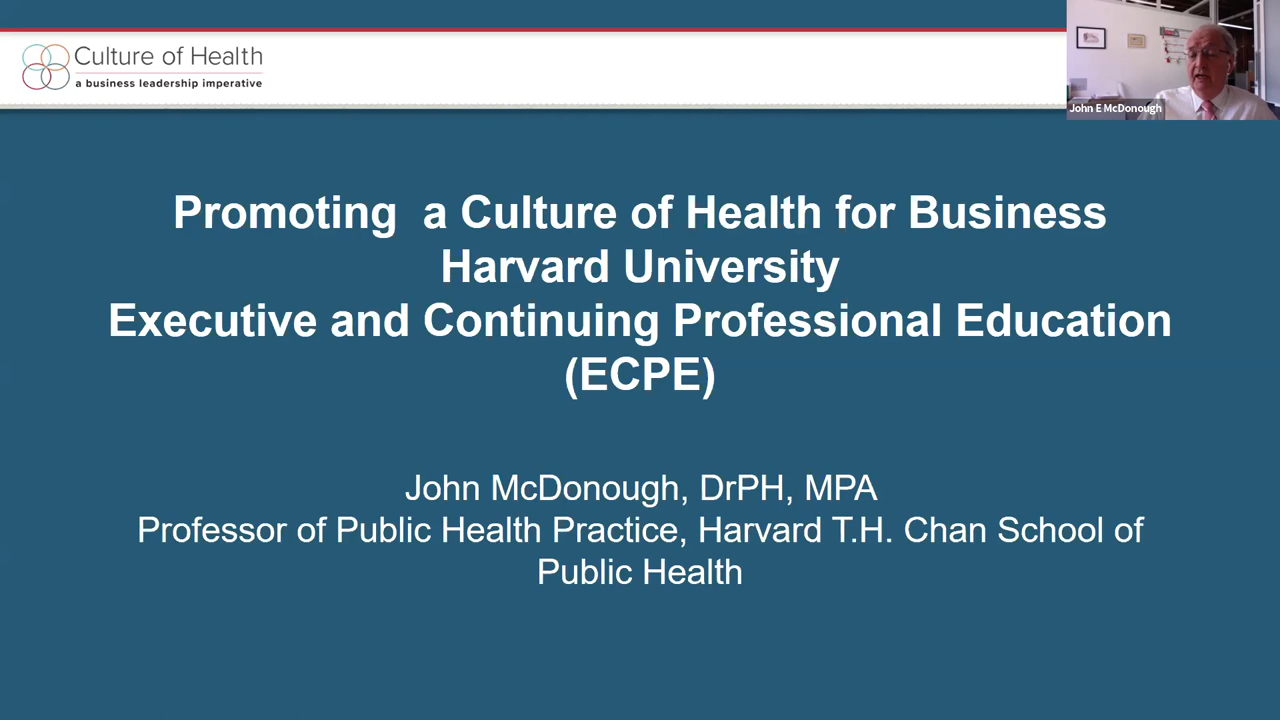 Culture of Health
a business leadership imperative
John E McDonough
Promoting  a Culture of Health for Business
Harvard University
Executive and Continuing Professional Education
(ECPE)
John McDonough, DrPH, MPA
Professor of Public Health Practice, Harvard T.H. Chan School of
Public Health